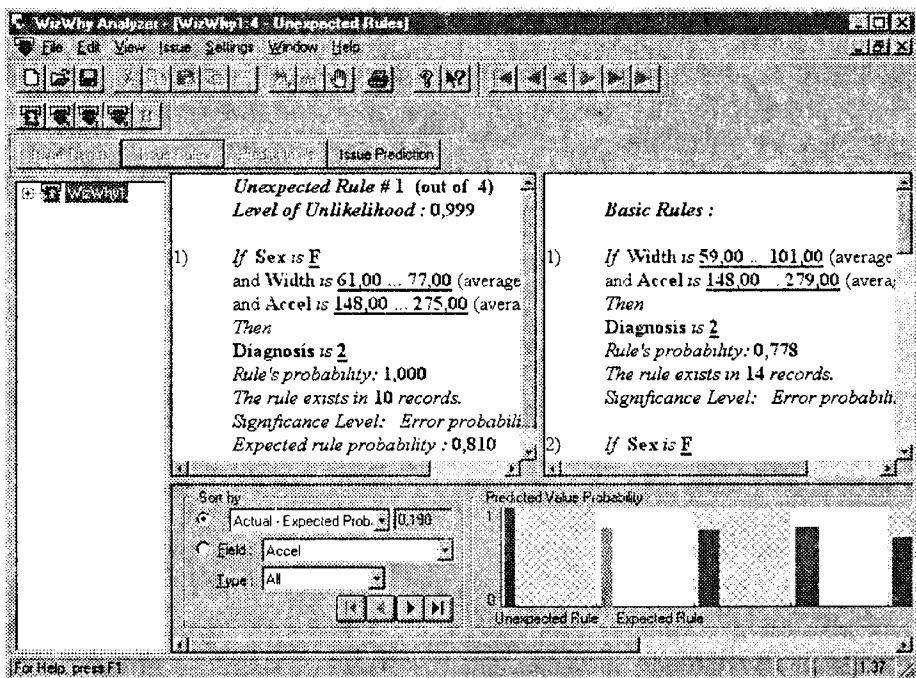 WizWhy Analyzer - [WizWhy1:4 - Unexpected Rules]
File Edit View Issue Settings Window Help
Issue Prediction
WizWhy1
Unexpected Rule # 1 (out of 4)
Level of Unlikelihood : 0,999
1) If Sex is F
and Width is 61,00 ... 77,00 (average
and Accel is 148,00 ... 275,00 (avera
Then
Diagnosis is 2
Rule's probability: 1,000
The rule exists in 10 records.
Significance Level: Error probabili
Expected rule probability : 0,810
Basic Rules :
1) If Width is 59,00 ... 101,00 (average
and Accel is 148,00 ... 279,00 (avera
Then
Diagnosis is 2
Rule's probability: 0,778
The rule exists in 14 records.
Significance Level: Error probabili
2) If Sex is F
Sort by
Actual - Expected Prob. 0,190
Field: Accel
Type: All
Predicted Value Probability
1
0
Unexpected Rule Expected Rule
For Help, press F1
1:37